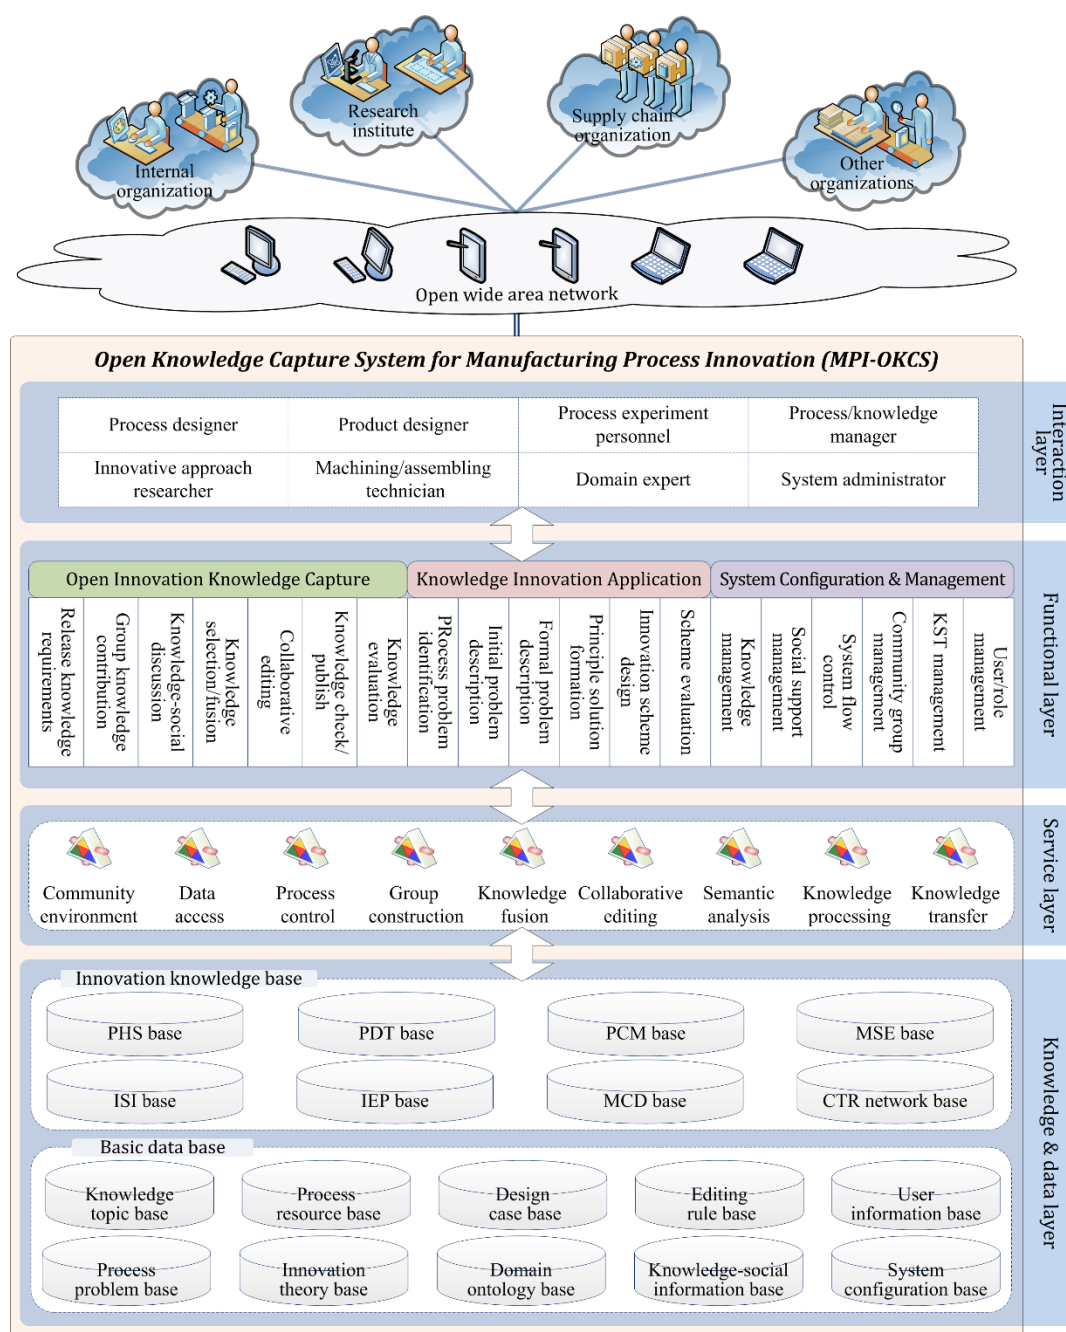 Research
institute
Supply chain
organization
Internal
organization
Other
organizations
Open wide area network
Open Knowledge Capture System for Manufacturing Process Innovation (MPI-OKCS)
Interaction
layer
Process designer
Product designer
Process experiment
personnel
Process/knowledge
manager
Innovative approach
researcher
Machining/assembling
technician
Domain expert
System administrator
Functional layer
Open Innovation Knowledge Capture
Knowledge Innovation Application
System Configuration & Management
Release knowledge
requirements
Group knowledge
contribution
Knowledge-social
discussion
Knowledge
selection/fusion
Collaborative
editing
Knowledge check/
publish
Knowledge
evaluation
PRocess problem
identification
Initial problem
description
Formal problem
description
Principle solution
formation
Innovation scheme
design
Scheme evaluation
Knowledge
management
Social support
management
System flow
control
Community group
management
KST management
User/role
management
Service layer
Community
environment
Data
access
Process
control
Group
construction
Knowledge
fusion
Collaborative
editing
Semantic
analysis
Knowledge
processing
Knowledge
transfer
Knowledge & data layer
Innovation knowledge base
PHS base
PDT base
PCM base
MSE base
ISI base
IEP base
MCD base
CTR network base
Basic data base
Knowledge
topic base
Process
resource base
Design
case base
Editing
rule base
User
information base
Process
problem base
Innovation
theory base
Domain
ontology base
Knowledge-social
information base
System
configuration base